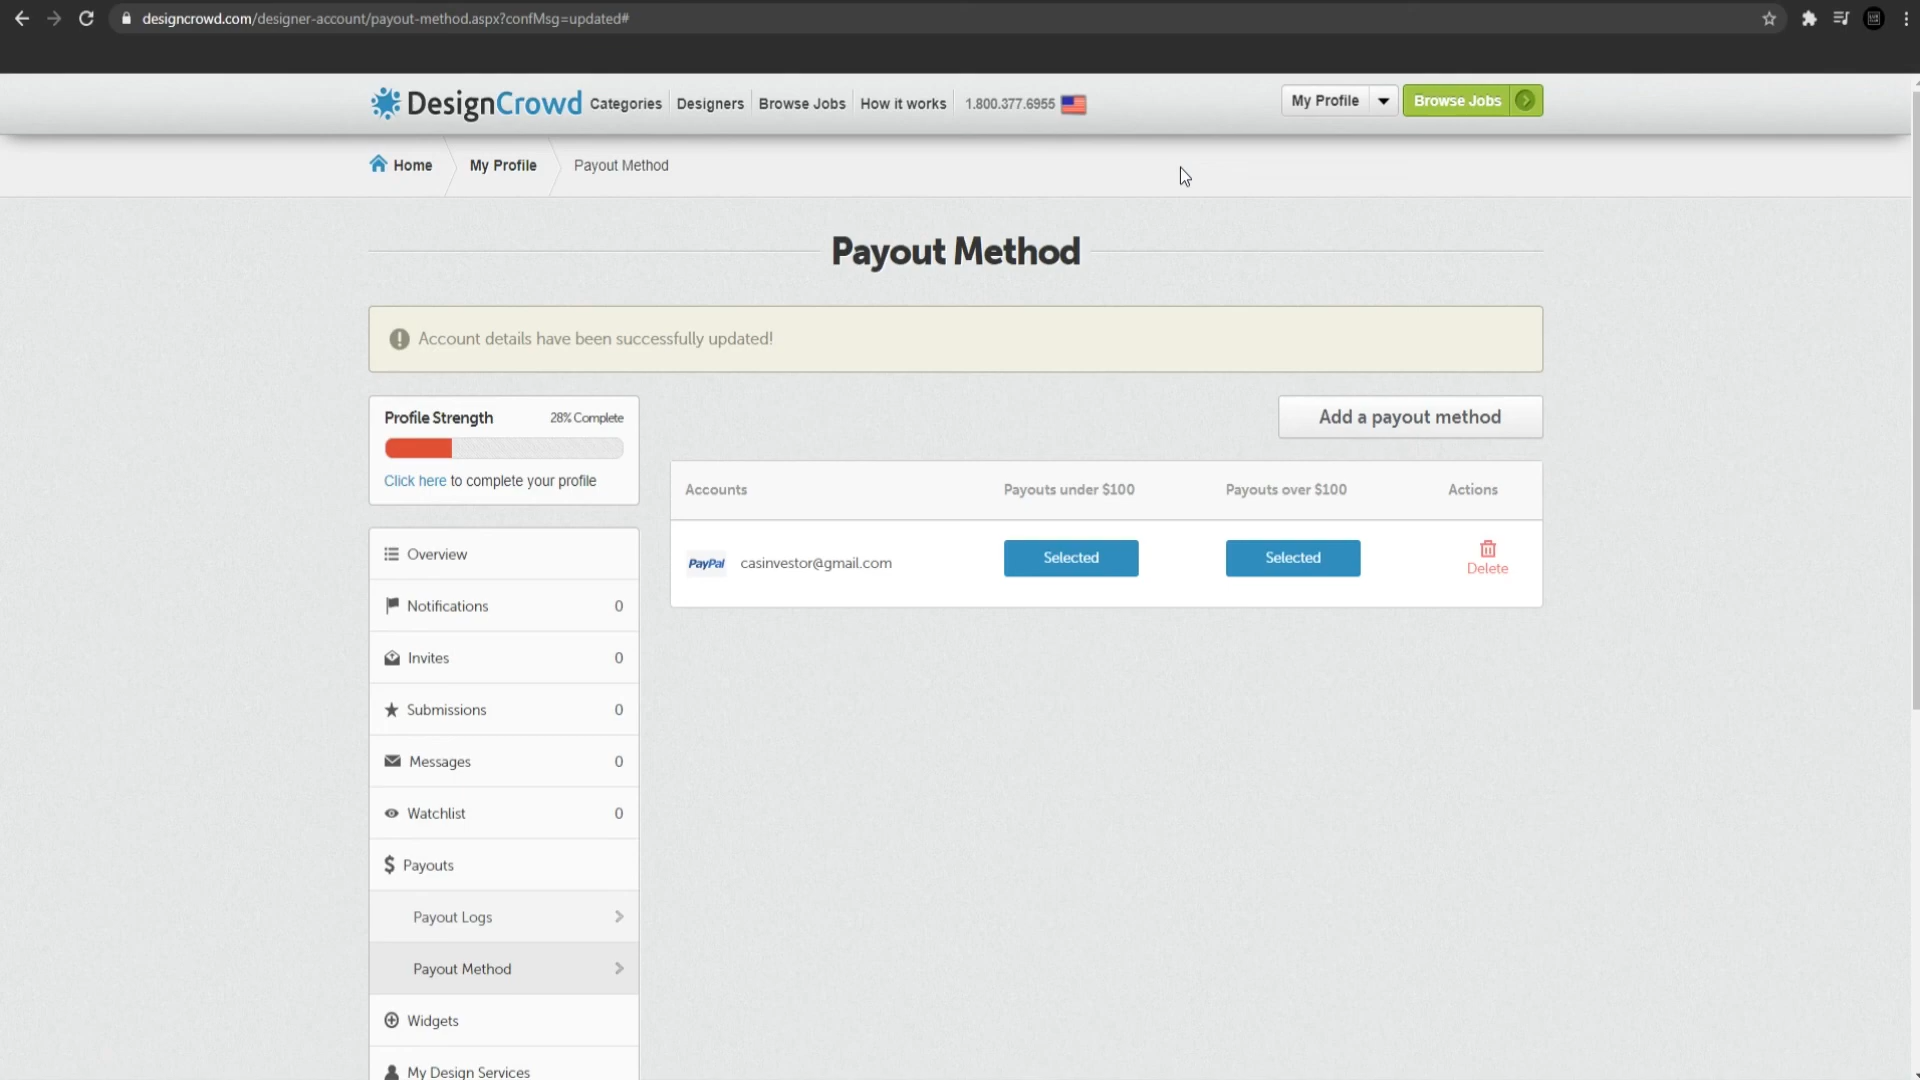 designcrowd.com/designer-account/payout-method.aspx?confMsg=updated#
DesignCrowd Categories Designers Browse Jobs How it works 1.800.377.6955 My Profile Browse Jobs
Home My Profile Payout Method
Payout Method
Account details have been successfully updated!
Profile Strength 28% Complete
Click here to complete your profile
Add a payout method
Accounts Payouts under $100 Payouts over $100 Actions
PayPal casinvestor@gmail.com Selected Selected Delete
Overview
Notifications 0
Invites 0
Submissions 0
Messages 0
Watchlist 0
$ Payouts
Payout Logs
Payout Method
Widgets
My Design Services